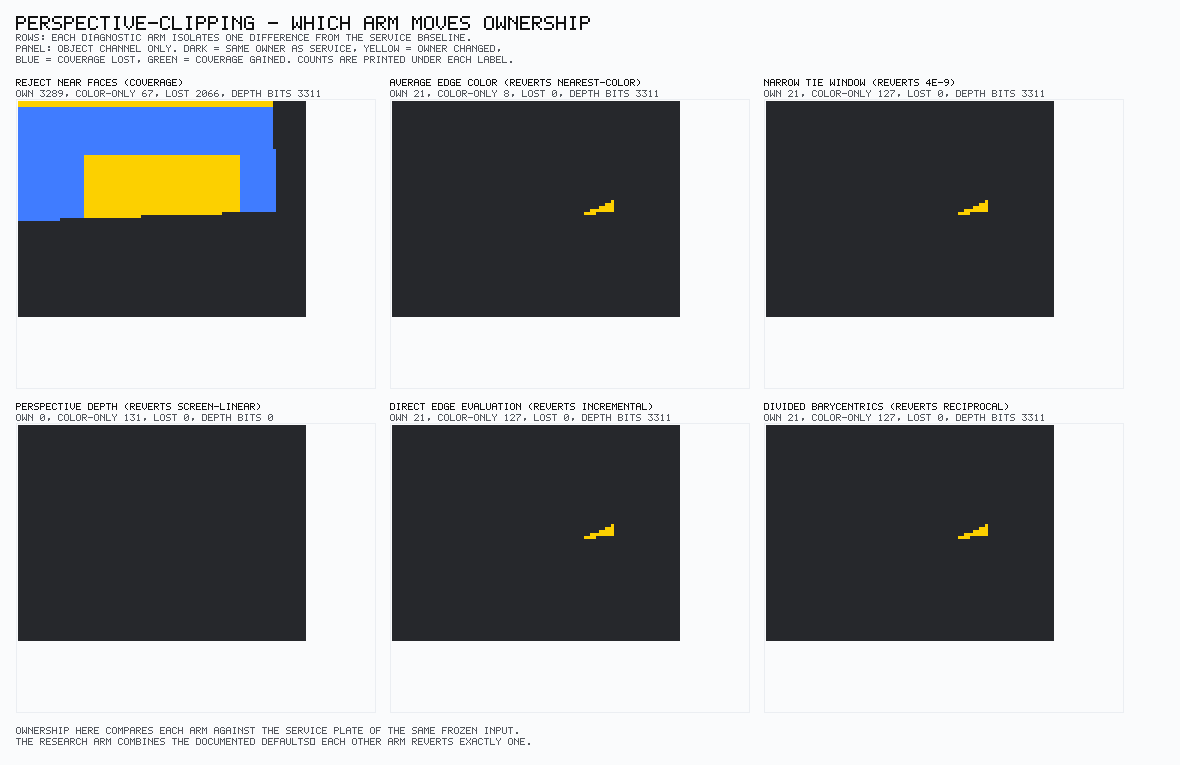 PERSPECTIVE-CLIPPING - WHICH ARM MOVES OWNERSHIP
ROWS: EACH DIAGNOSTIC ARM ISOLATES ONE DIFFERENCE FROM THE SERVICE BASELINE.
PANEL: OBJECT CHANNEL ONLY. DARK = SAME OWNER AS SERVICE, YELLOW = OWNER CHANGED,
BLUE = COVERAGE LOST, GREEN = COVERAGE GAINED. COUNTS ARE PRINTED UNDER EACH LABEL.
REJECT NEAR FACES (COVERAGE)
OWN 3289, COLOR-ONLY 67, LOST 2066, DEPTH BITS 3311
AVERAGE EDGE COLOR (REVERTS NEAREST-COLOR)
OWN 21, COLOR-ONLY 8, LOST 0, DEPTH BITS 3311
NARROW TIE WINDOW (REVERTS 4E-9)
OWN 21, COLOR-ONLY 127, LOST 0, DEPTH BITS 3311
PERSPECTIVE DEPTH (REVERTS SCREEN-LINEAR)
OWN 0, COLOR-ONLY 131, LOST 0, DEPTH BITS 0
DIRECT EDGE EVALUATION (REVERTS INCREMENTAL)
OWN 21, COLOR-ONLY 127, LOST 0, DEPTH BITS 3311
DIVIDED BARYCENTRICS (REVERTS RECIPROCAL)
OWN 21, COLOR-ONLY 127, LOST 0, DEPTH BITS 3311
OWNERSHIP HERE COMPARES EACH ARM AGAINST THE SERVICE PLATE OF THE SAME FROZEN INPUT.
THE RESEARCH ARM COMBINES THE DOCUMENTED DEFAULTS▯ EACH OTHER ARM REVERTS EXACTLY ONE.